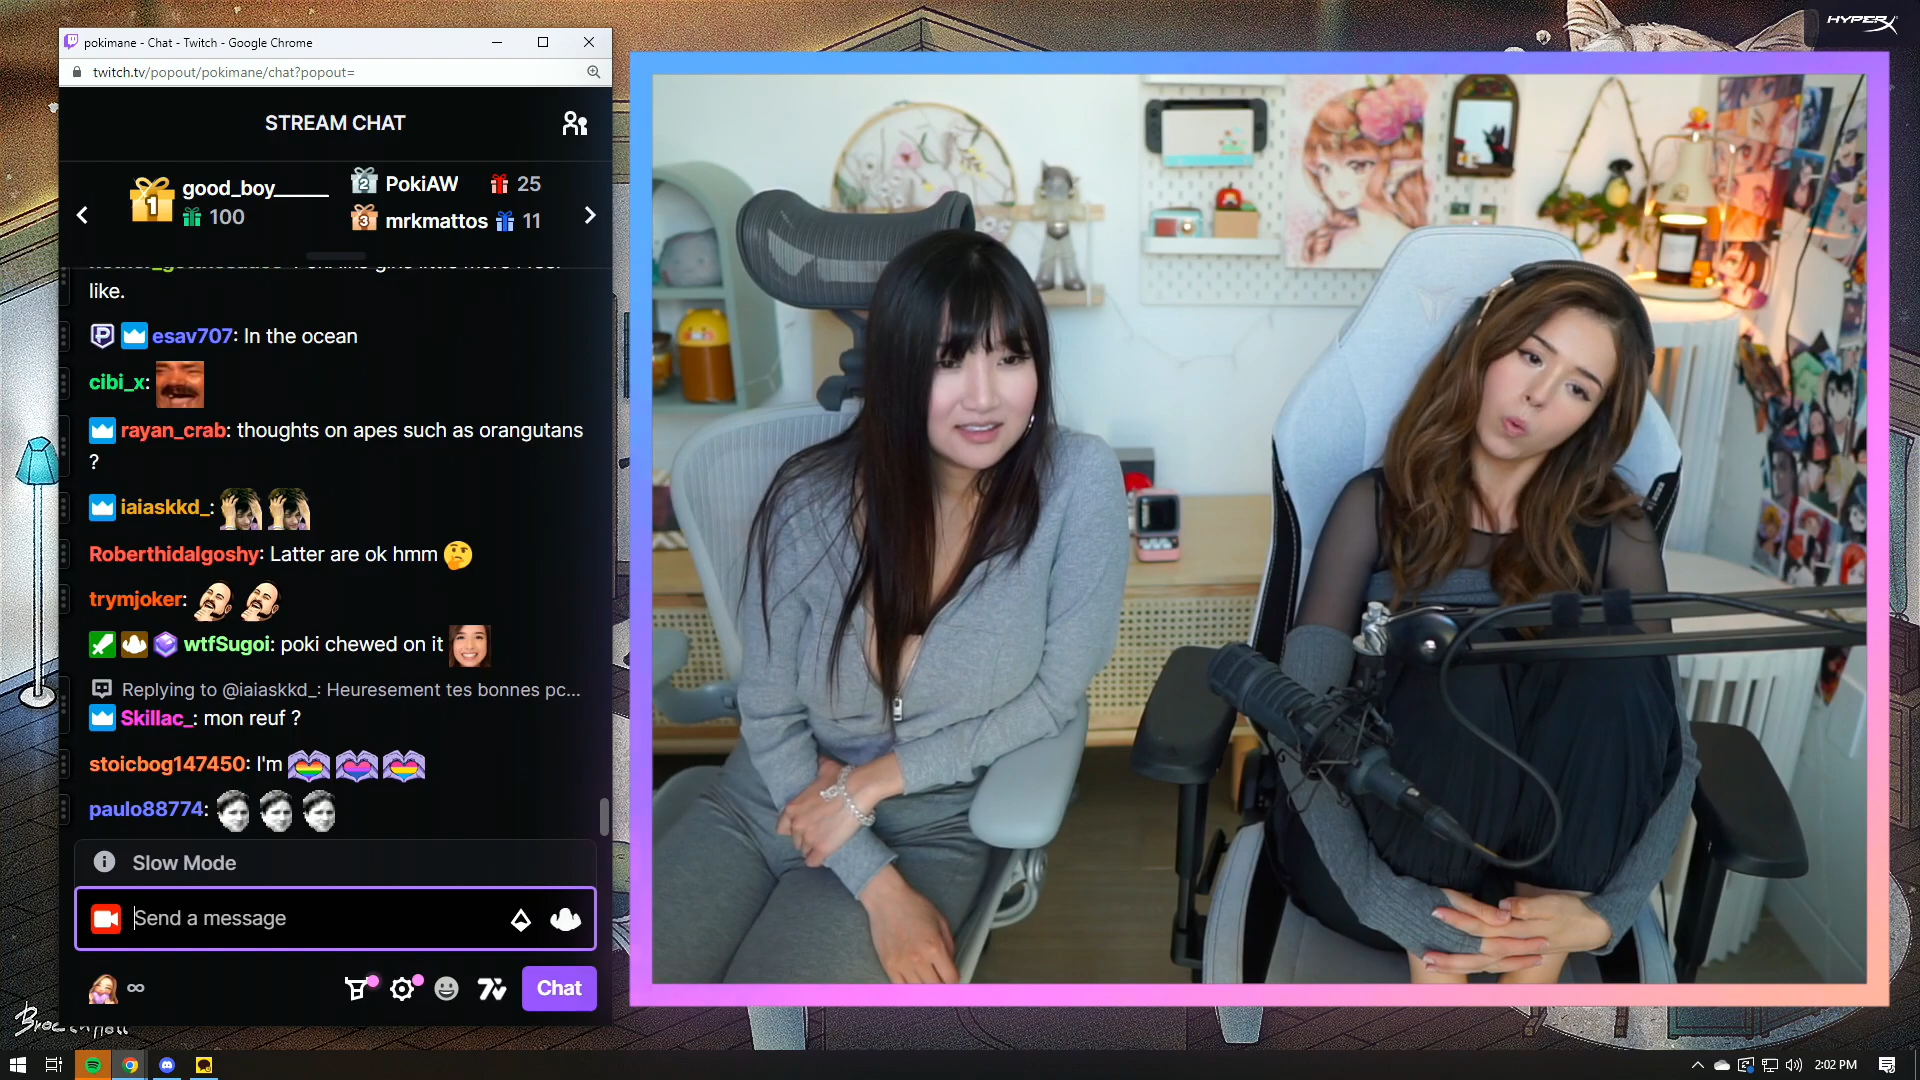 HYPERX
pokimane - Chat - Twitch - Google Chrome
twitch.tv/popout/pokimane/chat?popout=
STREAM CHAT
1 good_boy_____
100
2 PokiAW 25
3 mrkmattos 11
like.
esav707: In the ocean
cibi_x:
rayan_crab: thoughts on apes such as orangutans
?
iaiaskkd_:
Roberthidalgoshy: Latter are ok hmm 🤔
trymjoker:
wtfSugoi: poki chewed on it
Replying to @iaiaskkd_: Heuresement tes bonnes pc...
Skillac_: mon reuf ?
stoicbog147450: I'm
paulo88774:
Slow Mode
Send a message
∞
Chat
2:02 PM